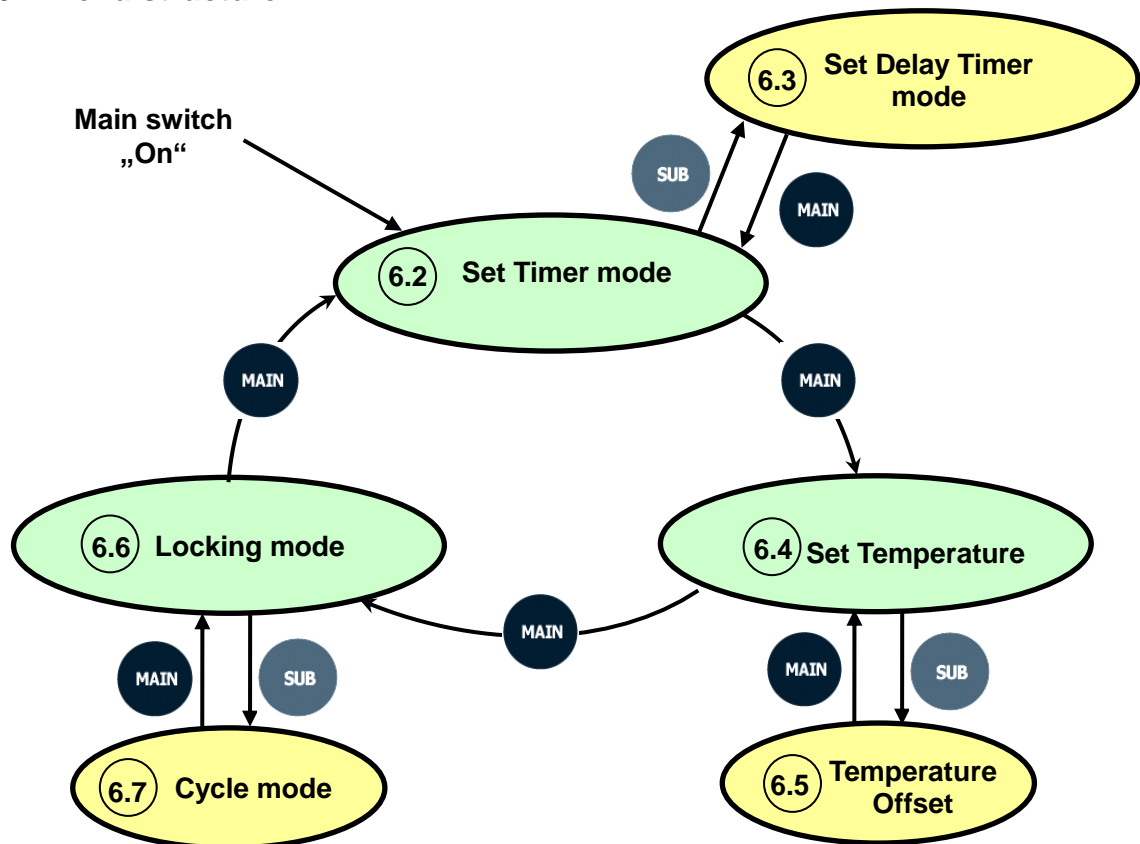 Set Delay Timer
6.3
mode
Main switch
„On“
SUB
MAIN
6.2
Set Timer mode
MAIN
MAIN
6.6
Locking mode
6.4
Set Temperature
MAIN
MAIN
SUB
MAIN
SUB
6.7
Cycle mode
6.5
Temperature
Offset